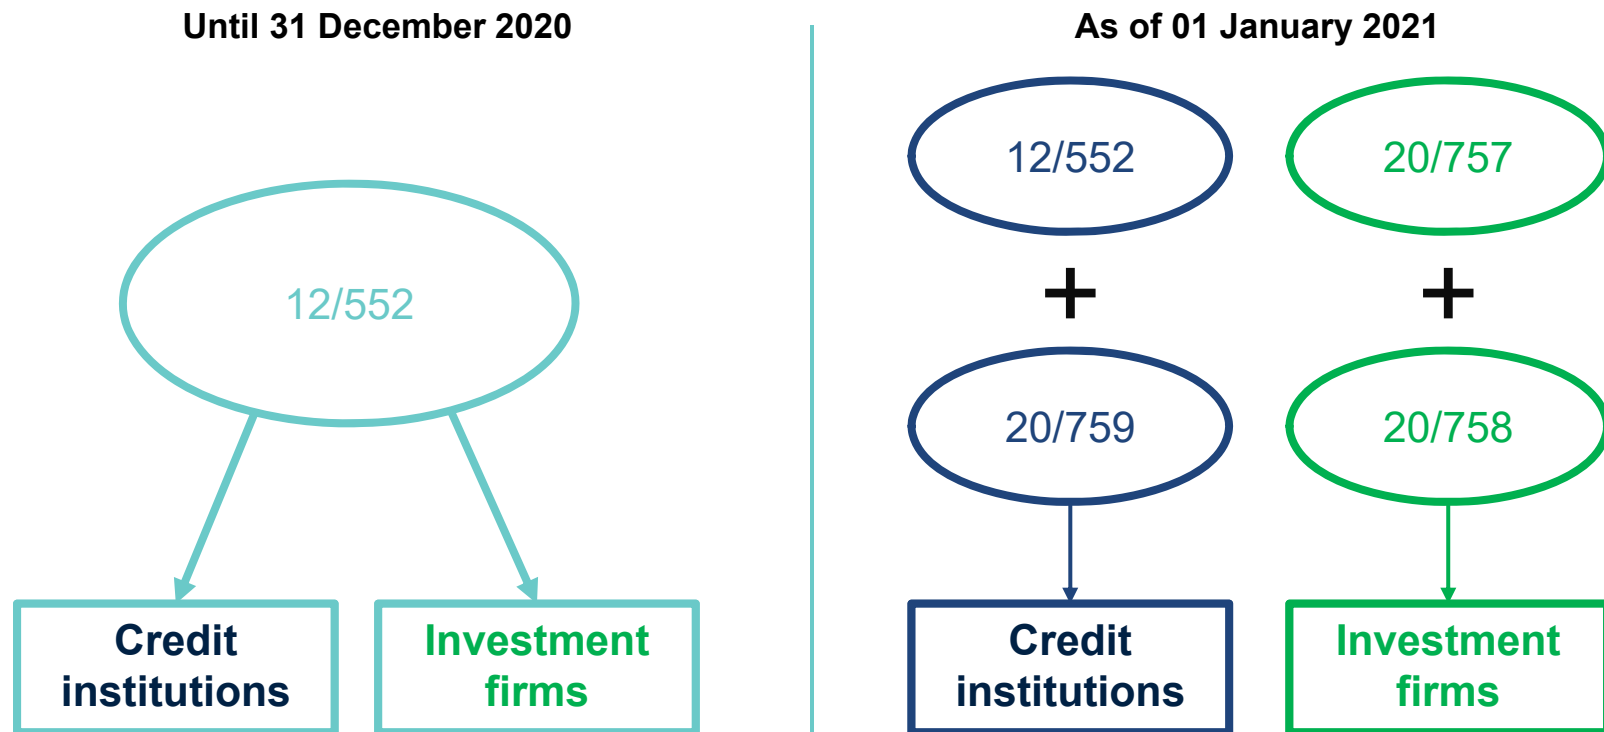 Until 31 December 2020
12/552
Credit
institutions
Investment
firms
As of 01 January 2021
12/552
20/757
+
+
20/759
20/758
Credit
institutions
Investment
firms